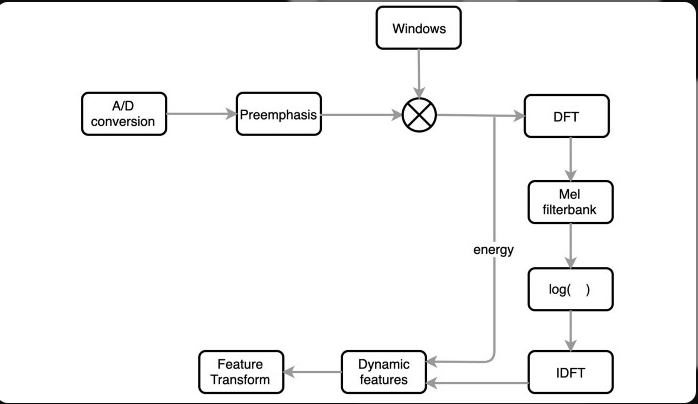 Windows
A/D
conversion
Preemphasis
DFT
Mel
filterbank
energy
log( )
Feature
Transform
Dynamic
features
IDFT